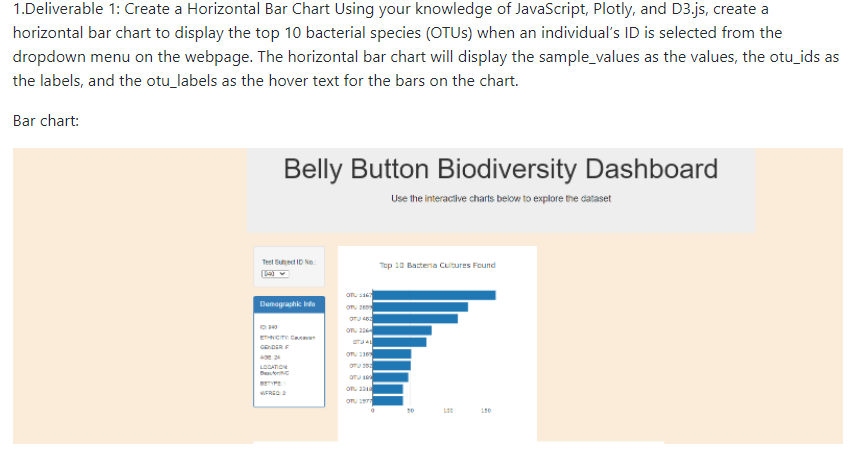 1.Deliverable 1: Create a Horizontal Bar Chart Using your knowledge of JavaScript, Plotly, and D3.js, create a
horizontal bar chart to display the top 10 bacterial species (OTUs) when an individual's ID is selected from the
dropdown menu on the webpage. The horizontal bar chart will display the sample_values as the values, the otu_ids as
the labels, and the otu_labels as the hover text for the bars on the chart.
Bar chart:
Belly Button Biodiversity Dashboard
Use the interactive charts below to explore the dataset
Test Subject ID No.:
940
Top 10 Bacteria Cultures Found
Demographic Info
ID: 940
ETHNICITY: Caucasian
GENDER: F
AGE: 24
LOCATION:
Beaufort/NC
BBTYPE: I
WFREQ: 2
OTU 1167
OTU 2859
OTU 482
OTU 2264
OTU 41
OTU 1189
OTU 352
OTU 189
OTU 2318
OTU 1977
0
50
100
150